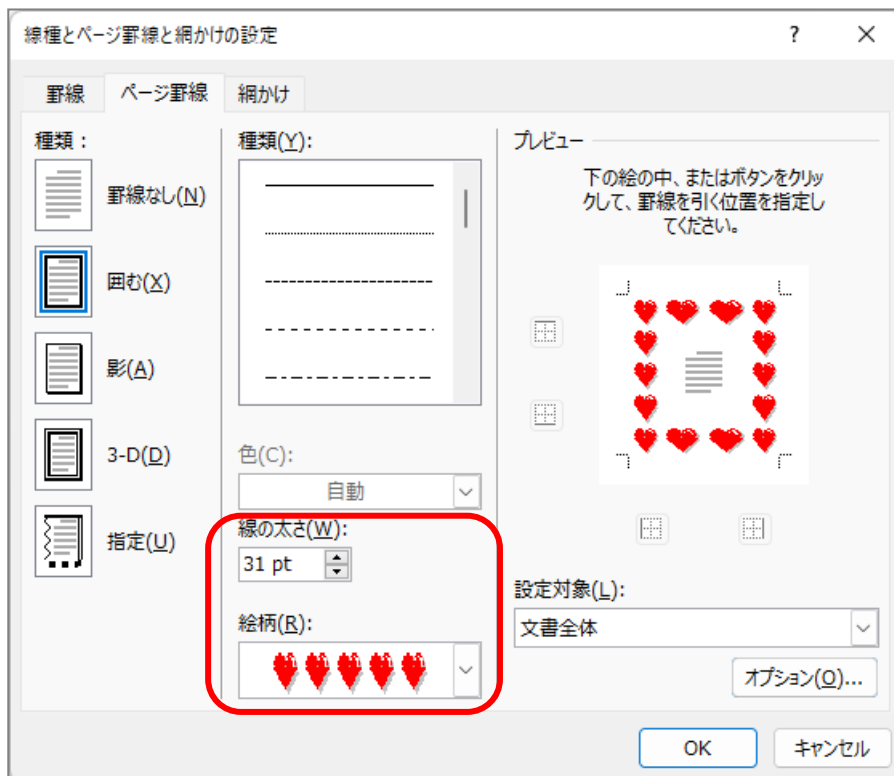 線種とページ罫線と網かけの設定
?
罫線
ページ罫線
網かけ
種類：
罫線なし(N)
囲む(X)
影(A)
3-D(D)
指定(U)
種類(Y):
色(C):
自動
線の太さ(W):
31 pt
絵柄(R):
プレビュー
下の絵の中、またはボタンをクリッ
クして、罫線を引く位置を指定し
てください。
設定対象(L):
文書全体
オプション(O)...
OK
キャンセル